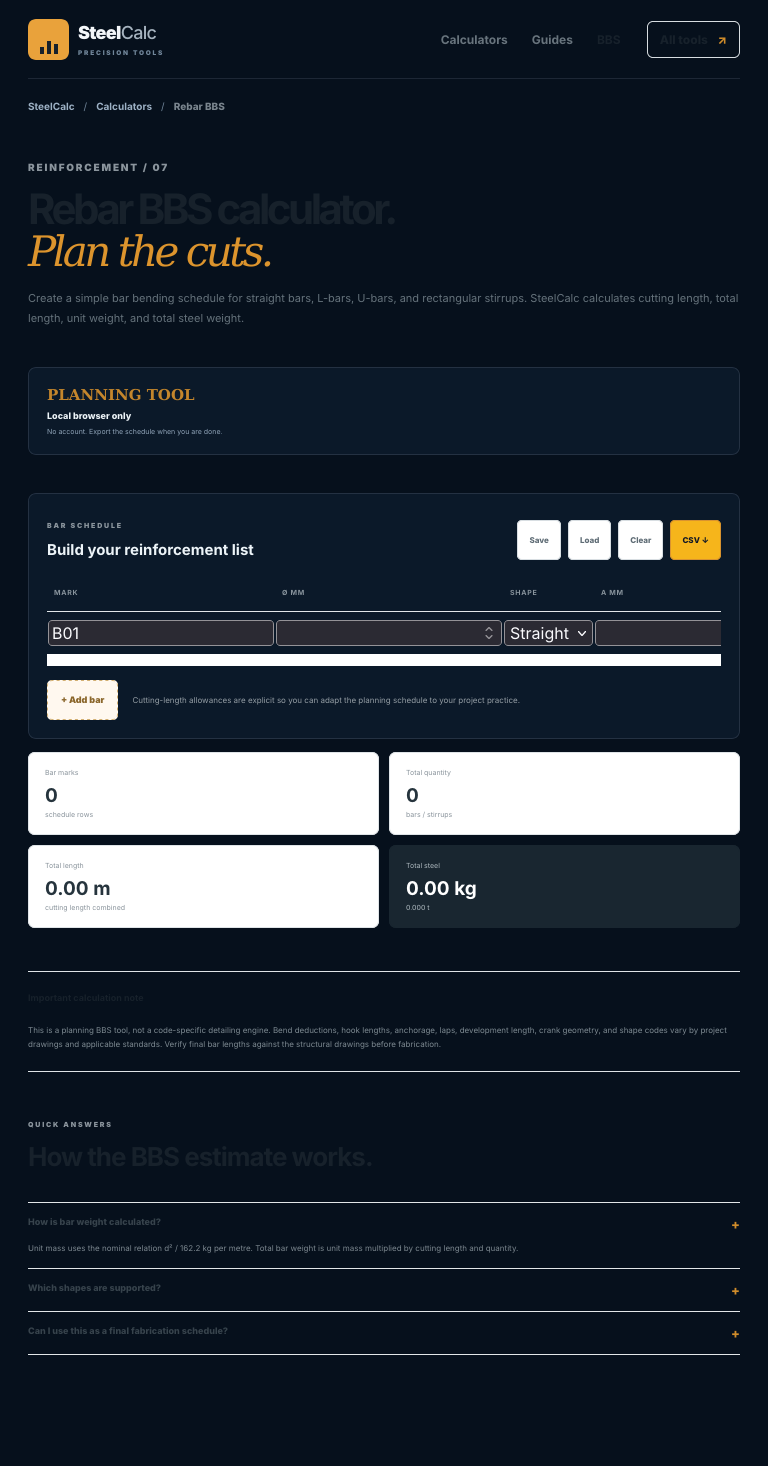 SteelCalc
PRECISION TOOLS
Calculators
Guides
BBS
All tools ↗
SteelCalc / Calculators / Rebar BBS
REINFORCEMENT / 07
Rebar BBS calculator.
Plan the cuts.
Create a simple bar bending schedule for straight bars, L-bars, U-bars, and rectangular stirrups. SteelCalc calculates cutting length, total
length, unit weight, and total steel weight.
PLANNING TOOL
Local browser only
No account. Export the schedule when you are done.
BAR SCHEDULE
Build your reinforcement list
Save
Load
Clear
CSV ↓
MARK
Ø MM
SHAPE
A MM
B01
Straight
+ Add bar
Cutting-length allowances are explicit so you can adapt the planning schedule to your project practice.
Bar marks
0
schedule rows
Total quantity
0
bars / stirrups
Total length
0.00 m
cutting length combined
Total steel
0.00 kg
0.000 t
Important calculation note
This is a planning BBS tool, not a code-specific detailing engine. Bend deductions, hook lengths, anchorage, laps, development length, crank geometry, and shape codes vary by project
drawings and applicable standards. Verify final bar lengths against the structural drawings before fabrication.
QUICK ANSWERS
How the BBS estimate works.
How is bar weight calculated?
+
Unit mass uses the nominal relation d² / 162.2 kg per metre. Total bar weight is unit mass multiplied by cutting length and quantity.
Which shapes are supported?
+
Can I use this as a final fabrication schedule?
+